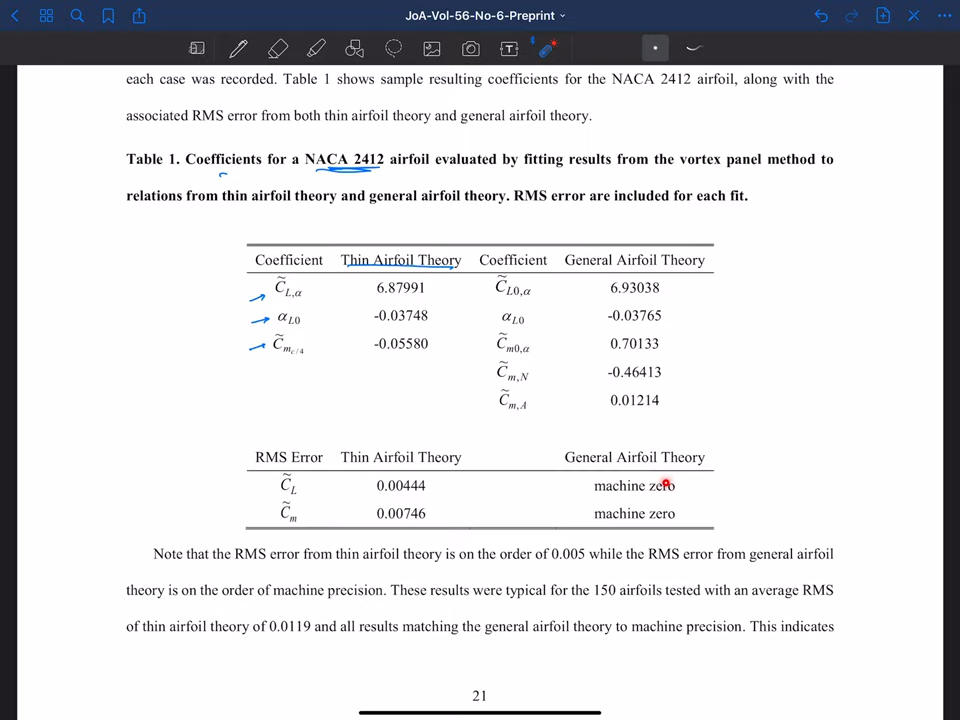 JoA-Vol-56-No-6-Preprint
T
each case was recorded. Table 1 shows sample resulting coefficients for the NACA 2412 airfoil, along with the
associated RMS error from both thin airfoil theory and general airfoil theory.
Table 1. Coefficients for a NACA 2412 airfoil evaluated by fitting results from the vortex panel method to
relations from thin airfoil theory and general airfoil theory. RMS error are included for each fit.
Coefficient Thin Airfoil Theory Coefficient General Airfoil Theory
C̃L,α 6.87991 C̃L0,α 6.93038
αL0 -0.03748 αL0 -0.03765
C̃mc/4 -0.05580 C̃m0,α 0.70133
C̃m,N -0.46413
C̃m,A 0.01214
RMS Error Thin Airfoil Theory General Airfoil Theory
C̃L 0.00444 machine zero
C̃m 0.00746 machine zero
Note that the RMS error from thin airfoil theory is on the order of 0.005 while the RMS error from general airfoil
theory is on the order of machine precision. These results were typical for the 150 airfoils tested with an average RMS
of thin airfoil theory of 0.0119 and all results matching the general airfoil theory to machine precision. This indicates
21